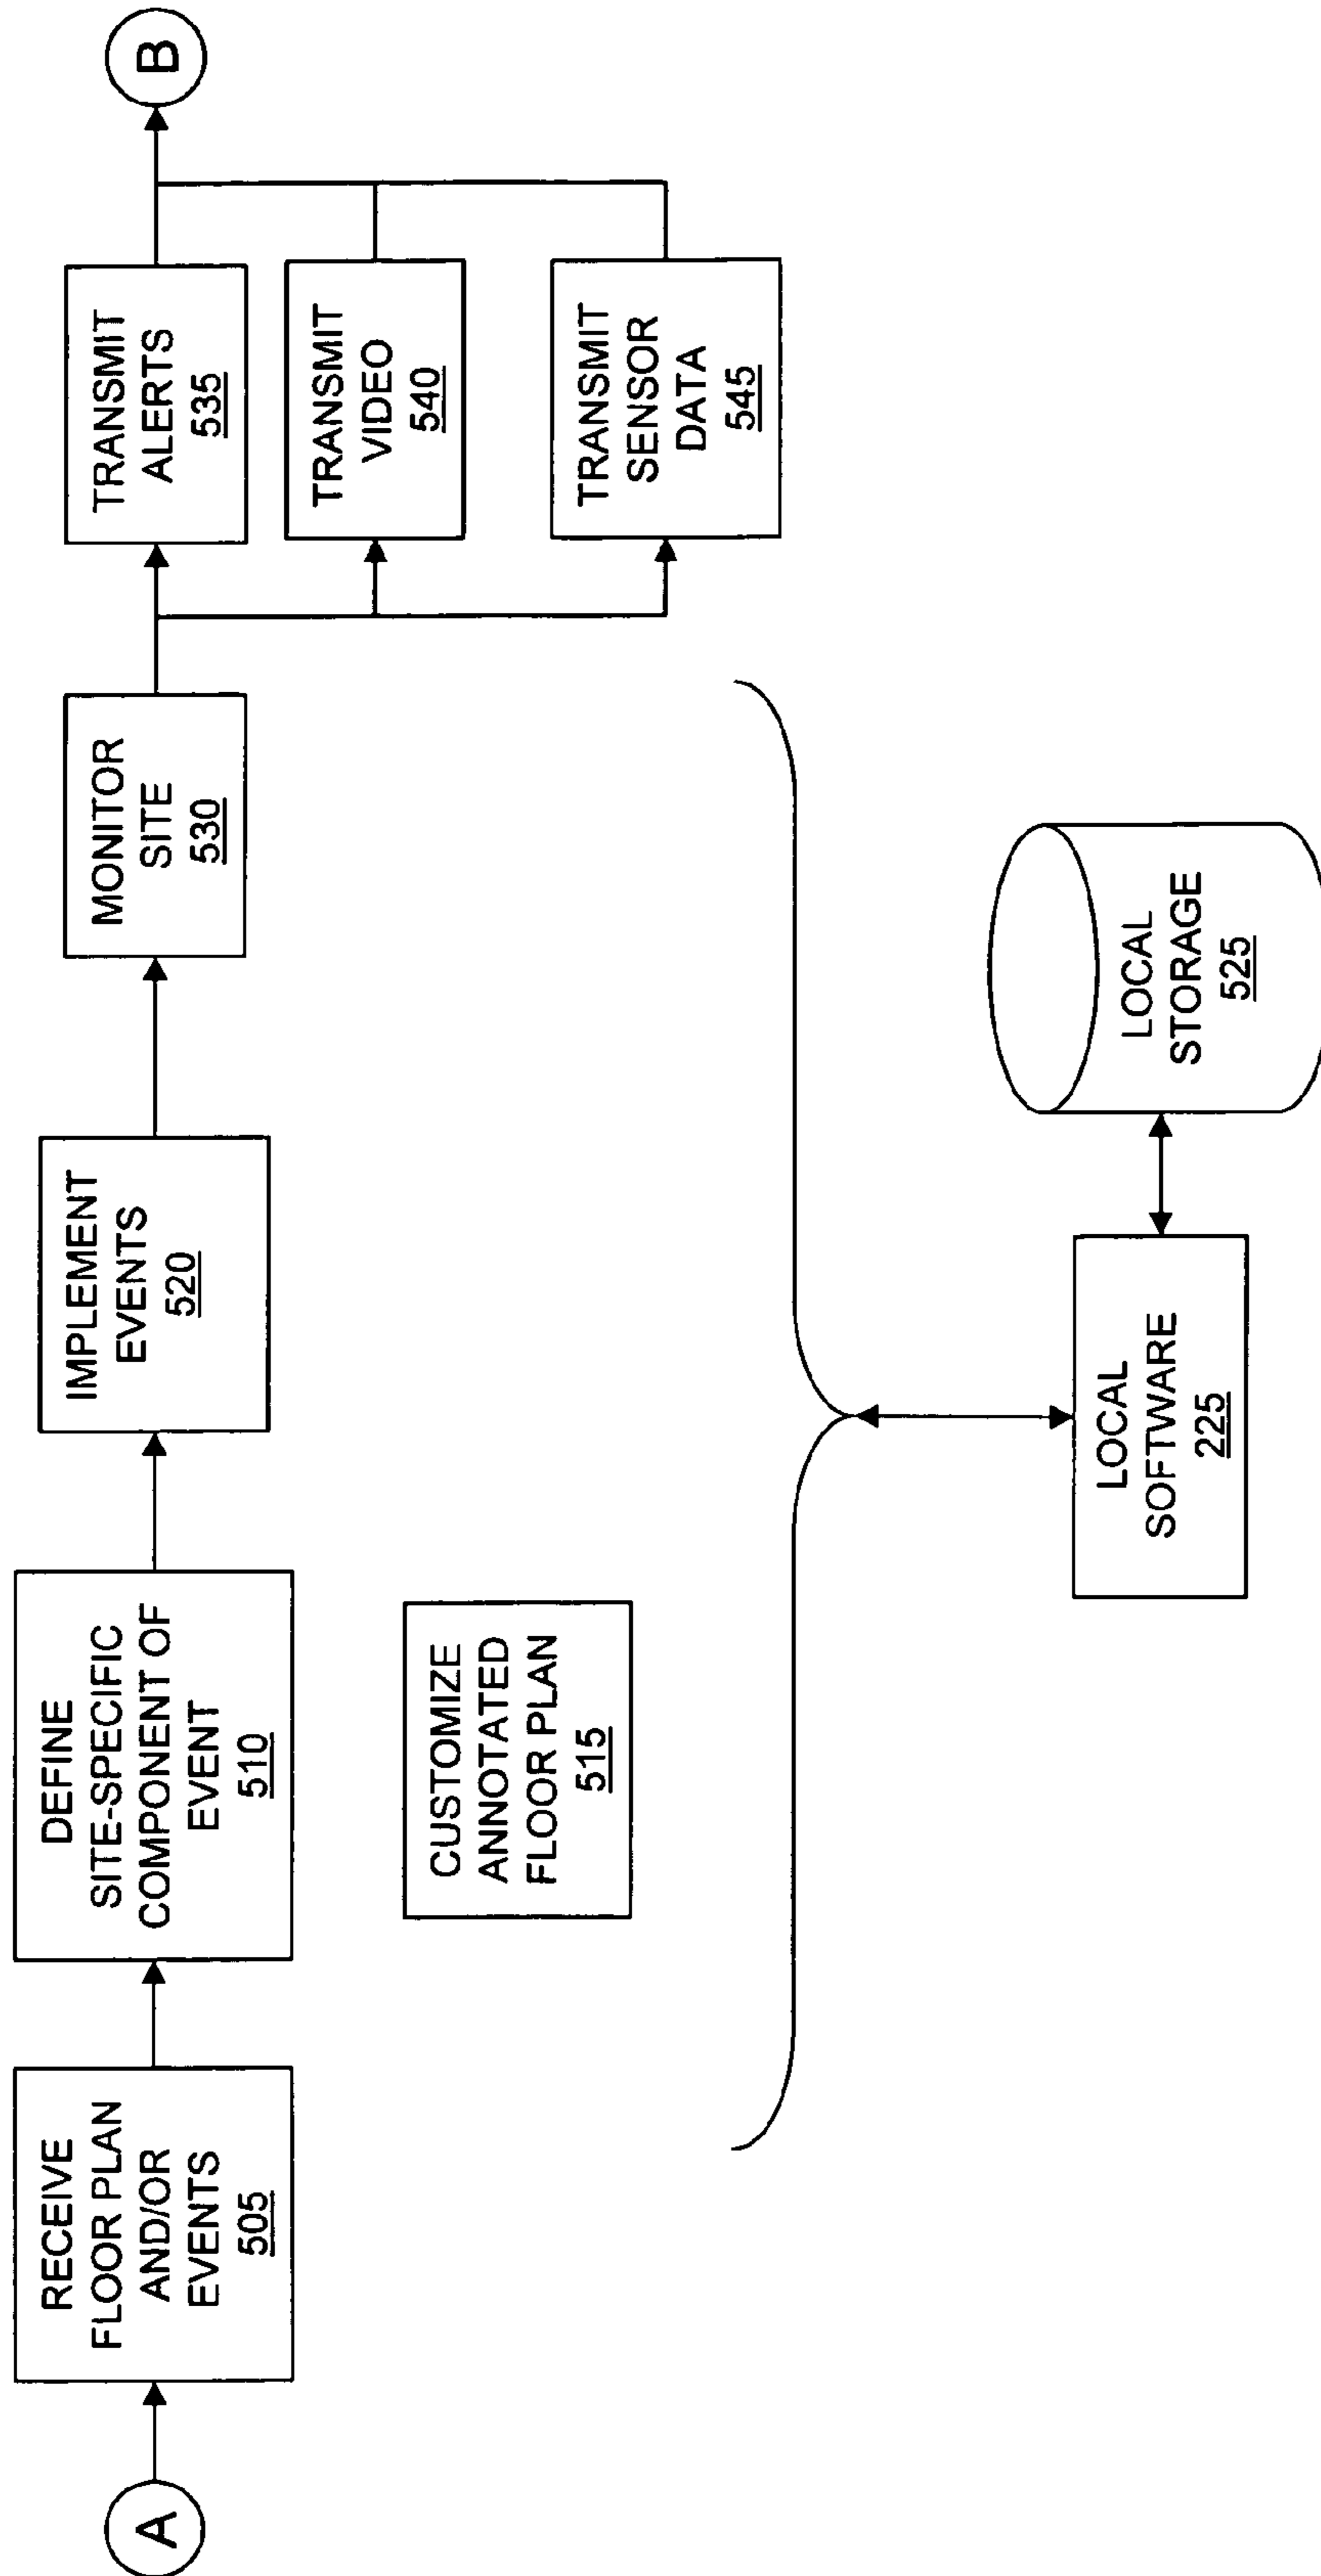 A
RECEIVE
FLOOR PLAN
AND/OR
EVENTS
505
DEFINE
SITE-SPECIFIC
COMPONENT OF
EVENT
510
IMPLEMENT
EVENTS
520
MONITOR
SITE
530
TRANSMIT
ALERTS
535
B
TRANSMIT
VIDEO
540
TRANSMIT
SENSOR
DATA
545
CUSTOMIZE
ANNOTATED
FLOOR PLAN
515
LOCAL
SOFTWARE
225
LOCAL
STORAGE
525